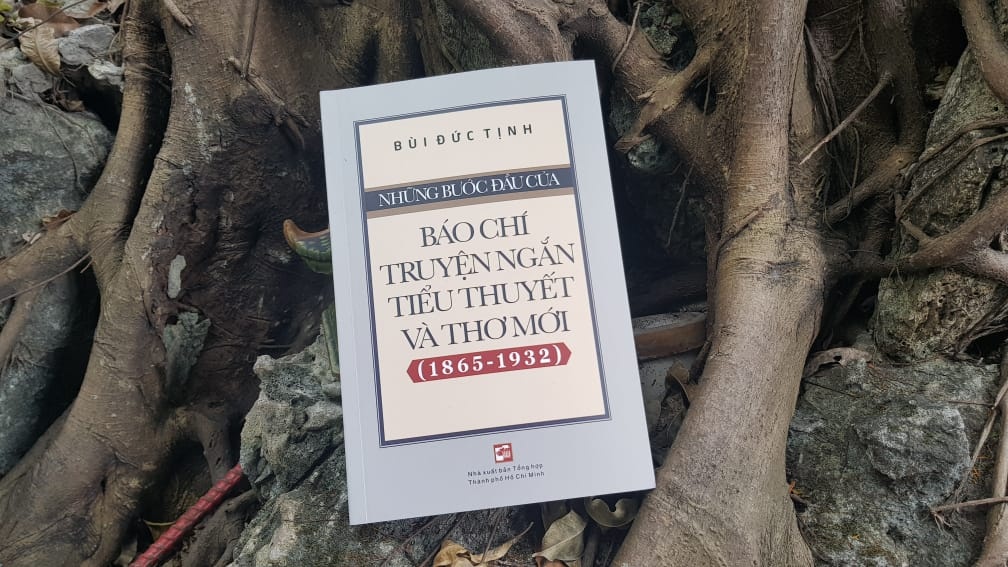 BÙI ĐỨC TỊNH
NHỮNG BƯỚC ĐẦU CỦA
BÁO CHÍ
TRUYỆN NGẮN
TIỂU THUYẾT
VÀ THƠ MỚI
(1865-1932)
Nhà xuất bản Tổng hợp
Thành phố Hồ Chí Minh